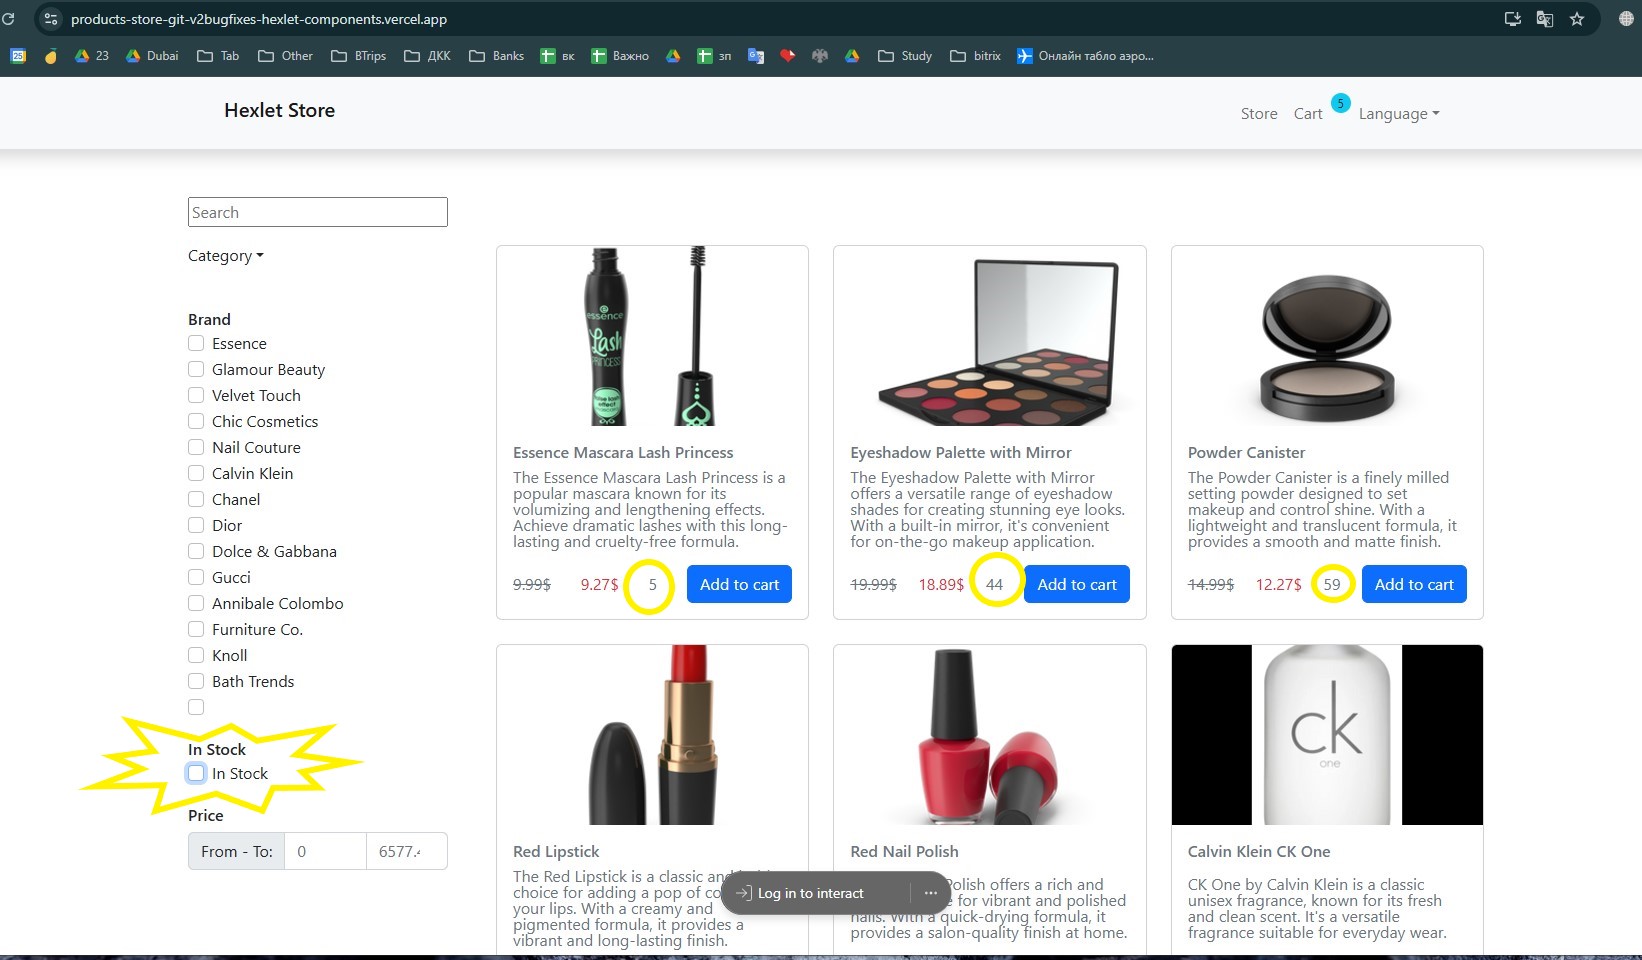 products-store-git-v2bugfixes-hexlet-components.vercel.app
23 Dubai Tab Other BTrips ДКК Banks вк Важно зп Study bitrix Онлайн табло аэро...
Hexlet Store
Store Cart 5 Language
Search
Category
Brand
Essence
Glamour Beauty
Velvet Touch
Chic Cosmetics
Nail Couture
Calvin Klein
Chanel
Dior
Dolce & Gabbana
Gucci
Annibale Colombo
Furniture Co.
Knoll
Bath Trends
In Stock
In Stock
Price
From - To: 0
essence
Lash
PRINCESS
Essence Mascara Lash Princess
The Essence Mascara Lash Princess is a
popular mascara known for its
volumizing and lengthening effects.
Achieve dramatic lashes with this long-
lasting and cruelty-free formula.
9.99$ 9.27$ 5 Add to cart
Eyeshadow Palette with Mirror
The Eyeshadow Palette with Mirror
offers a versatile range of eyeshadow
shades for creating stunning eye looks.
With a built-in mirror, it's convenient
for on-the-go makeup application.
19.99$ 18.89$ 44 Add to cart
Powder Canister
The Powder Canister is a finely milled
setting powder designed to set
makeup and control shine. With a
lightweight and translucent formula, it
provides a smooth and matte finish.
14.99$ 12.27$ 59 Add to cart
Red Lipstick
The Red Lipstick is a classic and
choice for adding a pop of
your lips. With a creamy and
pigmented formula, it provides a
vibrant and long-lasting finish.
Red Nail Polish
Polish offers a rich and
for vibrant and polished
nails. With a quick-drying formula, it
provides a salon-quality finish at home.
ck
one
Calvin Klein CK One
CK One by Calvin Klein is a classic
unisex fragrance, known for its fresh
and clean scent. It's a versatile
fragrance suitable for everyday wear.
Log in to interact